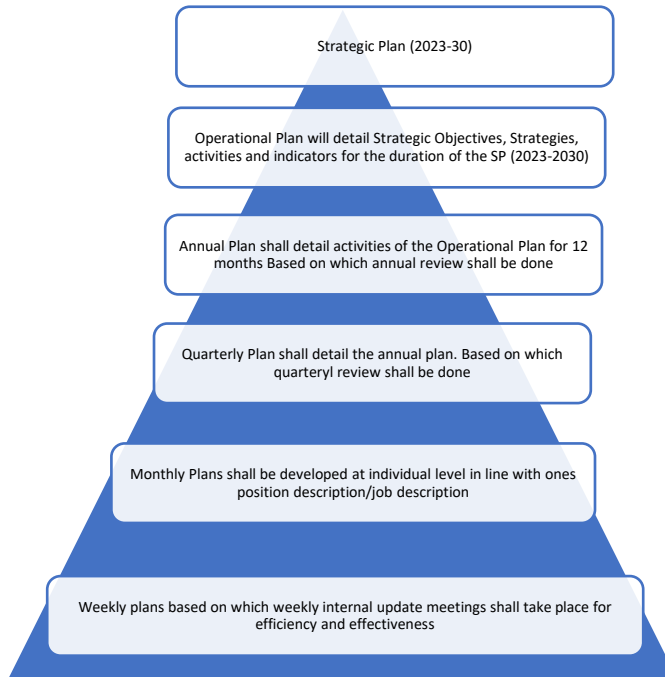 Strategic Plan (2023-30)
Operational Plan will detail Strategic Objectives, Strategies,
activities and indicators for the duration of the SP (2023-2030)
Annual Plan shall detail activities of the Operational Plan for 12
months Based on which annual review shall be done
Quarterly Plan shall detail the annual plan. Based on which
quarteryl review shall be done
Monthly Plans shall be developed at individual level in line with ones
position description/job description
Weekly plans based on which weekly internal update meetings shall take place for
efficiency and effectiveness